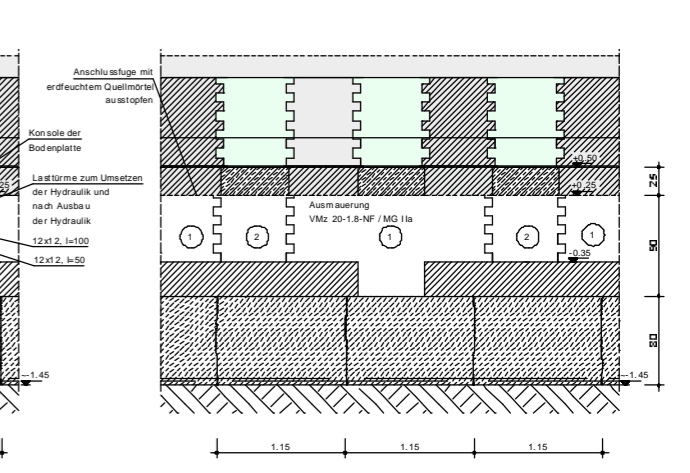 Anschlussfuge mit
erdfeuchtem Quellmörtel
ausstopfen
Konsole der
Bodenplatte
Lasttürme zum Umsetzen
der Hydraulik und
nach Ausbau
der Hydraulik
12x12, l=100
12x12, l=50
25
Ausmauerung
VMz 20-1.8-NF / MG IIa
1
2
1
2
1
+0.50
+0.25
-0.35
25
90
80
-1.45
-1.45
1.15
1.15
1.15